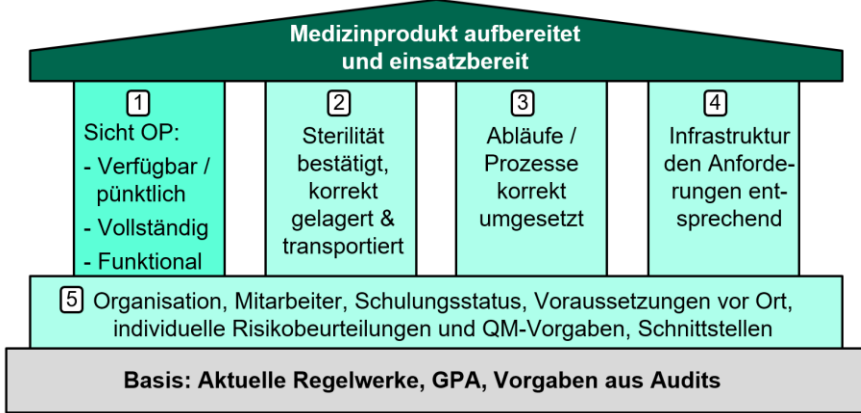 Medizinprodukt aufbereitet
und einsatzbereit
1
Sicht OP:
- Verfügbar /
pünktlich
- Vollständig
- Funktional
2
Sterilität
bestätigt,
korrekt
gelagert &
transportiert
3
Abläufe /
Prozesse
korrekt
umgesetzt
4
Infrastruktur
den Anforde-
rungen ent-
sprechend
5 Organisation, Mitarbeiter, Schulungsstatus, Voraussetzungen vor Ort,
individuelle Risikobeurteilungen und QM-Vorgaben, Schnittstellen
Basis: Aktuelle Regelwerke, GPA, Vorgaben aus Audits